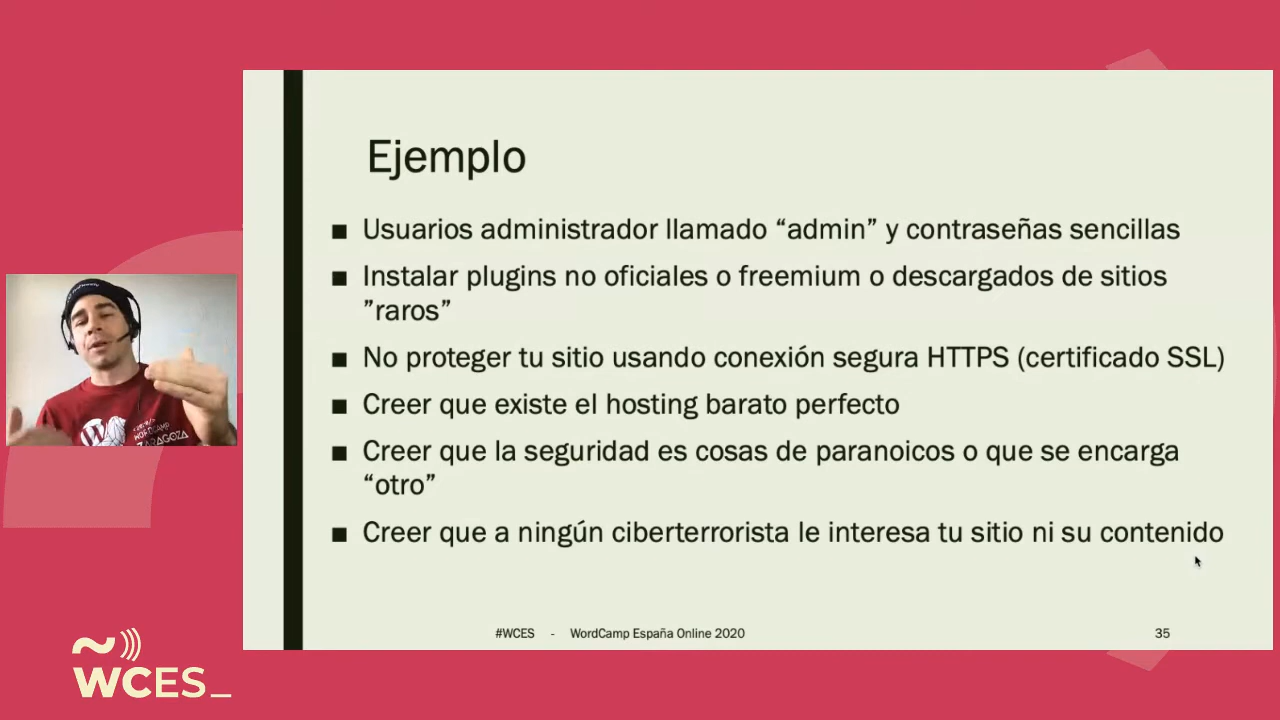 Ejemplo
■ Usuarios administrador llamado “admin” y contraseñas sencillas
■ Instalar plugins no oficiales o freemium o descargados de sitios
”raros”
■ No proteger tu sitio usando conexión segura HTTPS (certificado SSL)
■ Creer que existe el hosting barato perfecto
■ Creer que la seguridad es cosas de paranoicos o que se encarga
“otro”
■ Creer que a ningún ciberterrorista le interesa tu sitio ni su contenido
#WCES - WordCamp España Online 2020
35
WORDCAMP
ZARAGOZA
WCES_